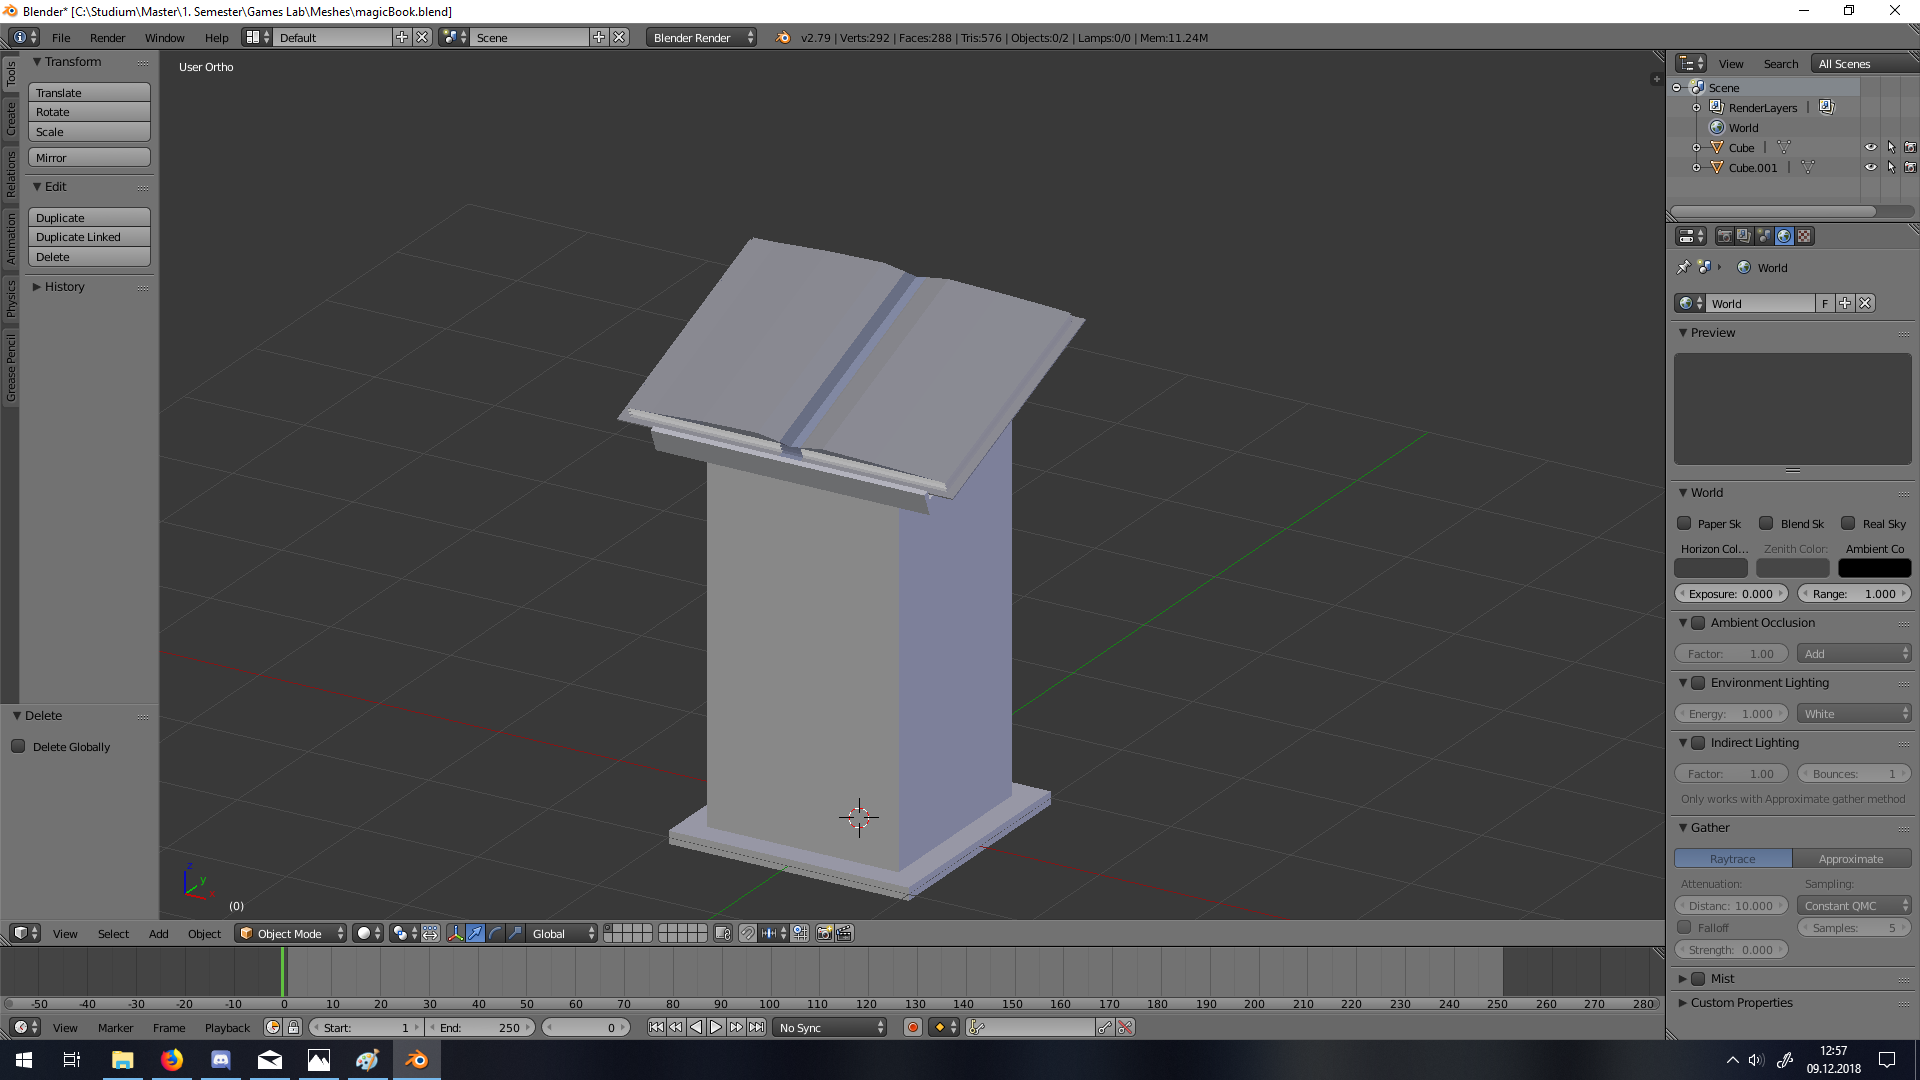 Blender* [C:\Studium\Master\1. Semester\Games Lab\Meshes\magicBook.blend]
File Render Window Help Default Scene Blender Render v2.79 | Verts:292 | Faces:288 | Tris:576 | Objects:0/2 | Lamps:0/0 | Mem:11.24M
Tools
Create
Relations
Animation
Physics
Grease Pencil
Transform
Translate
Rotate
Scale
Mirror
Edit
Duplicate
Duplicate Linked
Delete
History
Delete
Delete Globally
User Ortho
z
y
x
(0)
View Select Add Object Object Mode Global
-50 -40 -30 -20 -10 0 10 20 30 40 50 60 70 80 90 100 110 120 130 140 150 160 170 180 190 200 210 220 230 240 250 260 270 280
View Marker Frame Playback Start: 1 End: 250 0 No Sync
View Search All Scenes
Scene
RenderLayers |
World
Cube |
Cube.001 |
World
World F
Preview
World
Paper Sk Blend Sk Real Sky
Horizon Col... Zenith Color: Ambient Co
Exposure: 0.000 Range: 1.000
Ambient Occlusion
Factor: 1.00 Add
Environment Lighting
Energy: 1.000 White
Indirect Lighting
Factor: 1.00 Bounces: 1
Only works with Approximate gather method
Gather
Raytrace Approximate
Attenuation: Sampling:
Distanc: 10.000 Constant QMC
Falloff Samples: 5
Strength: 0.000
Mist
Custom Properties
12:57
09.12.2018